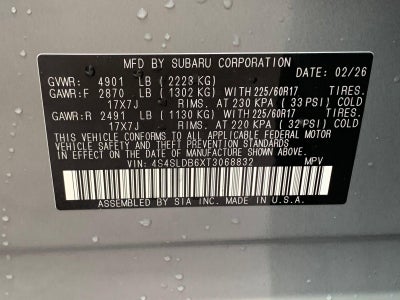 MFD BY SUBARU CORPORATION
DATE: 02/26
GVWR: 4901 LB (2223 KG)
GAWR:F 2870 LB (1302 KG) WITH 225/60R17 TIRES.
17X7J RIMS. AT 230 KPA (33 PSI) COLD
GAWR:R 2491 LB (1130 KG) WITH 225/60R17 TIRES.
17X7J RIMS. AT 220 KPA (32 PSI) COLD
THIS VEHICLE CONFORMS TO ALL APPLICABLE FEDERAL MOTOR
VEHICLE SAFETY AND THEFT PREVENTION STANDARDS IN
EFFECT ON THE DATE OF MANUFACTURE SHOWN ABOVE.
VIN: 4S4SLDB6XT3068832 MPV
ASSEMBLED BY SIA INC. MADE IN U.S.A.